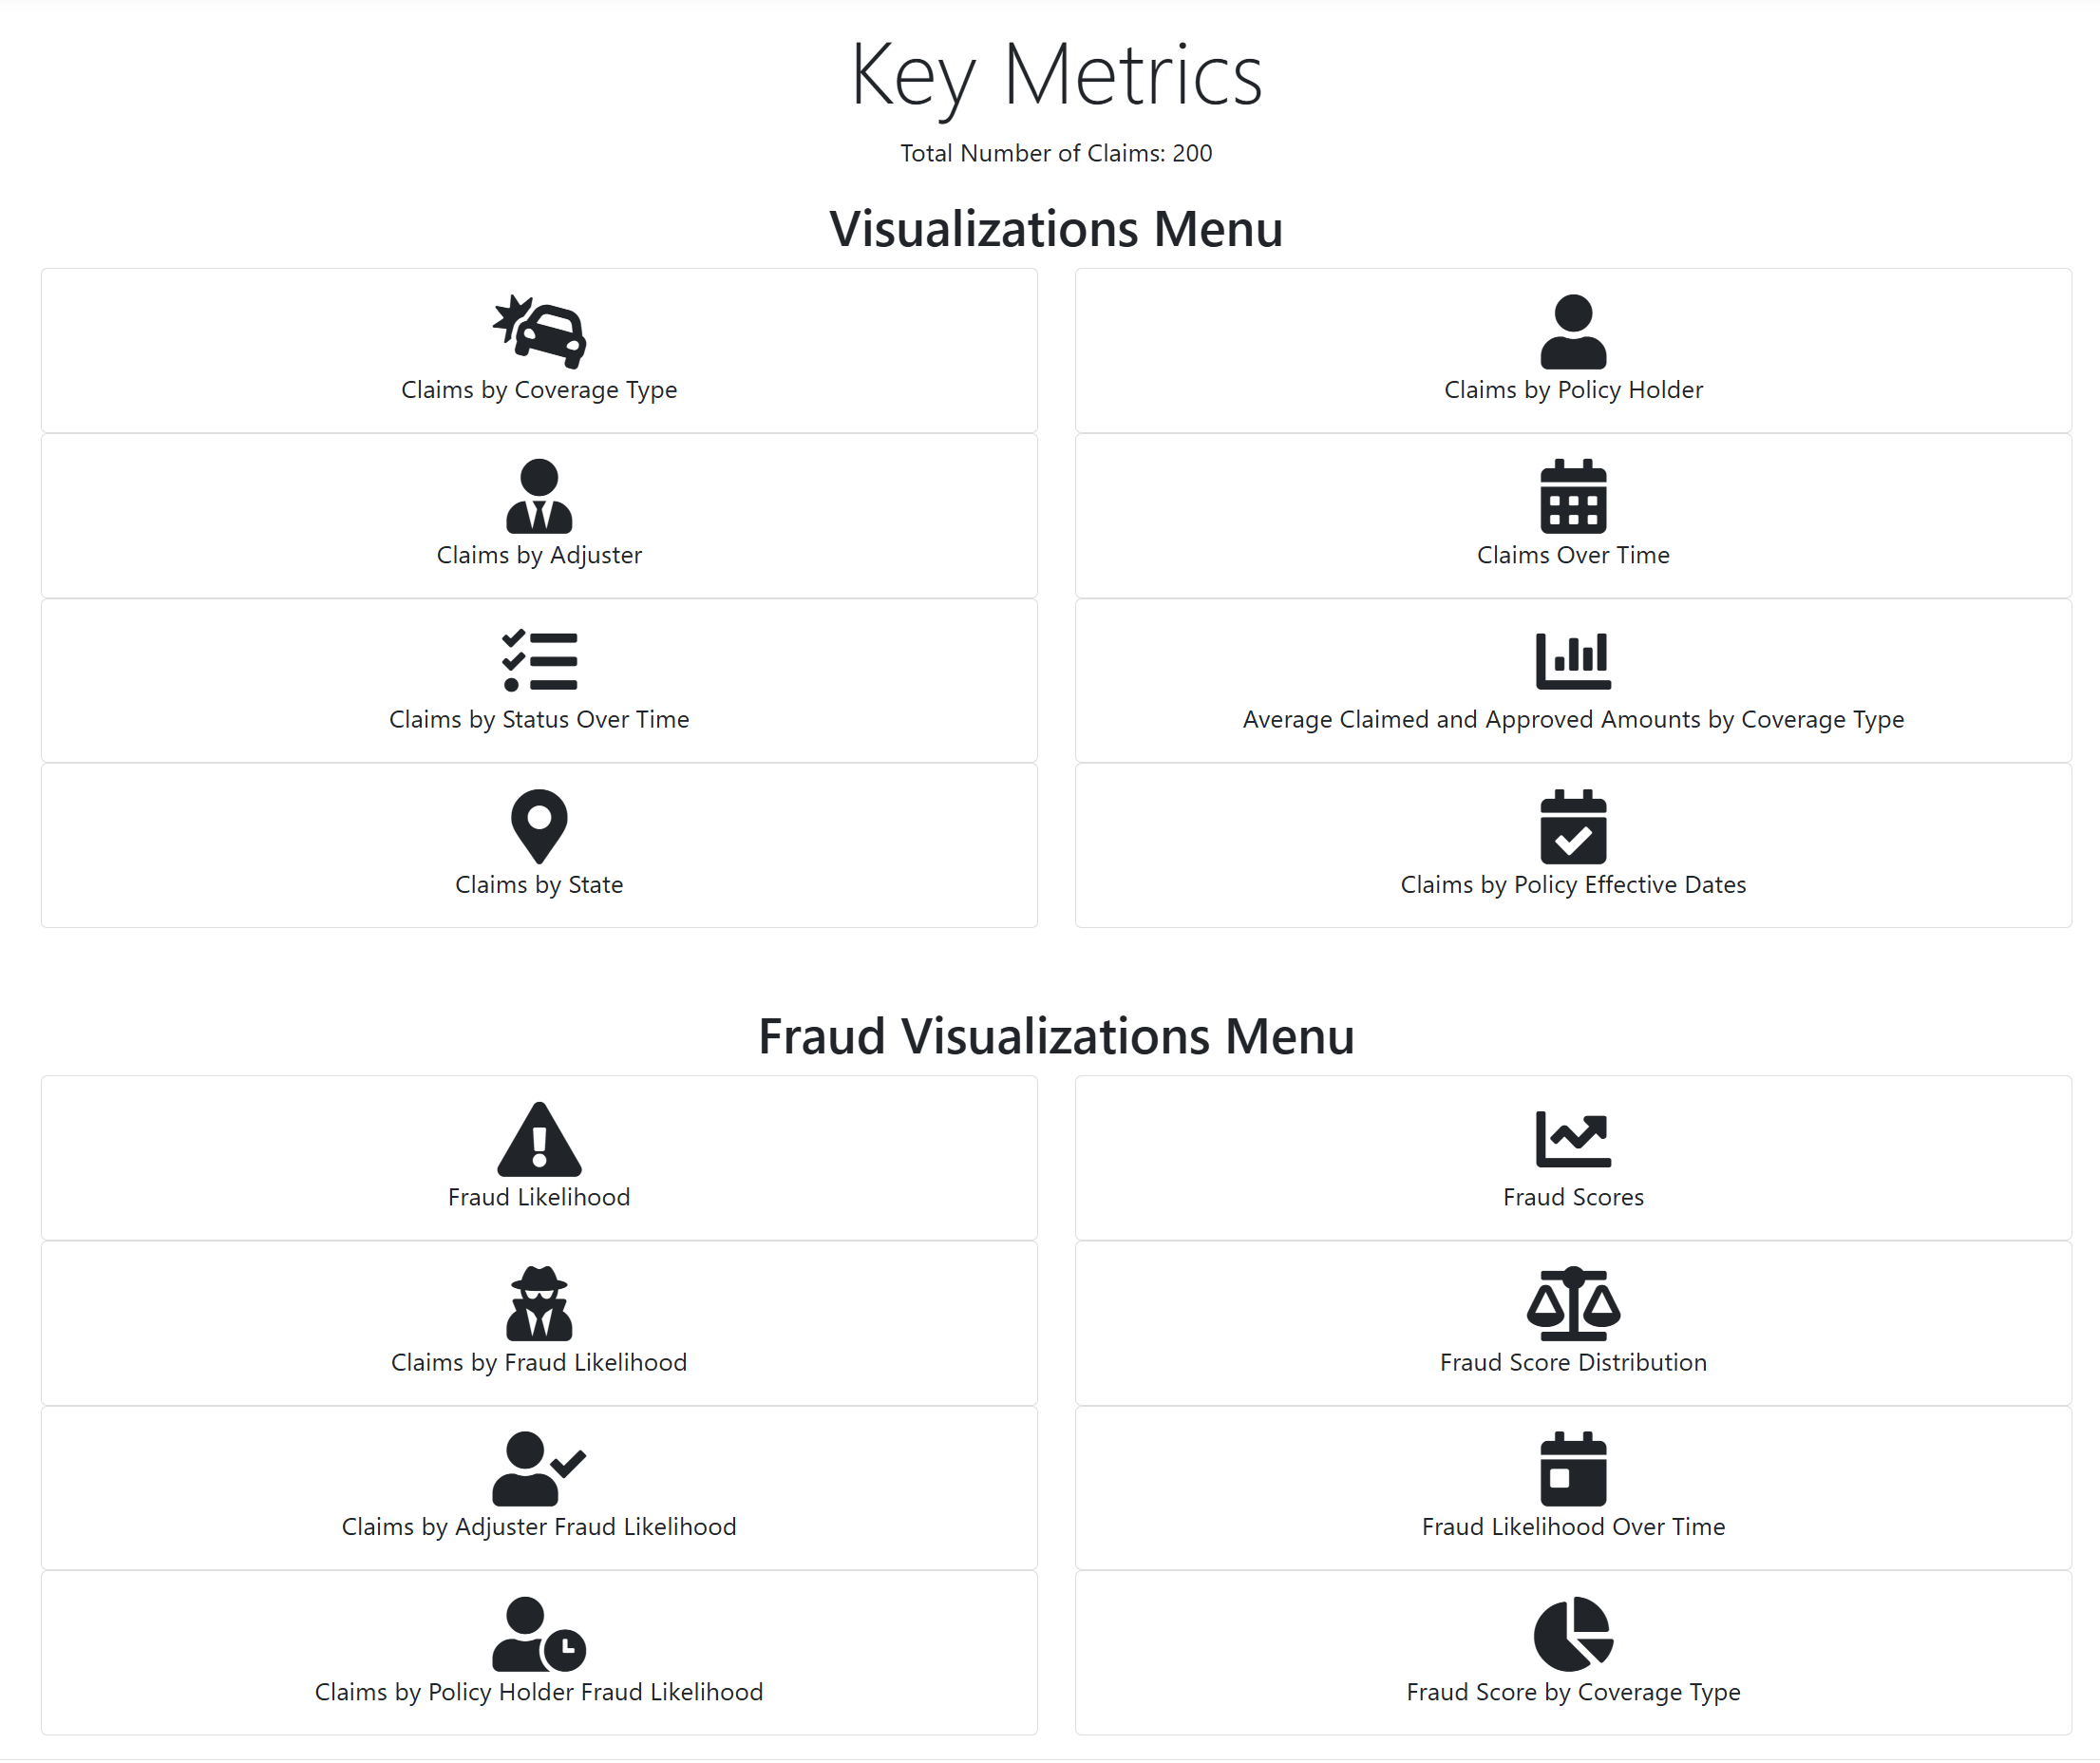 Key Metrics
Total Number of Claims: 200
Visualizations Menu
Claims by Coverage Type
Claims by Policy Holder
Claims by Adjuster
Claims Over Time
Claims by Status Over Time
Average Claimed and Approved Amounts by Coverage Type
Claims by State
Claims by Policy Effective Dates
Fraud Visualizations Menu
Fraud Likelihood
Fraud Scores
Claims by Fraud Likelihood
Fraud Score Distribution
Claims by Adjuster Fraud Likelihood
Fraud Likelihood Over Time
Claims by Policy Holder Fraud Likelihood
Fraud Score by Coverage Type